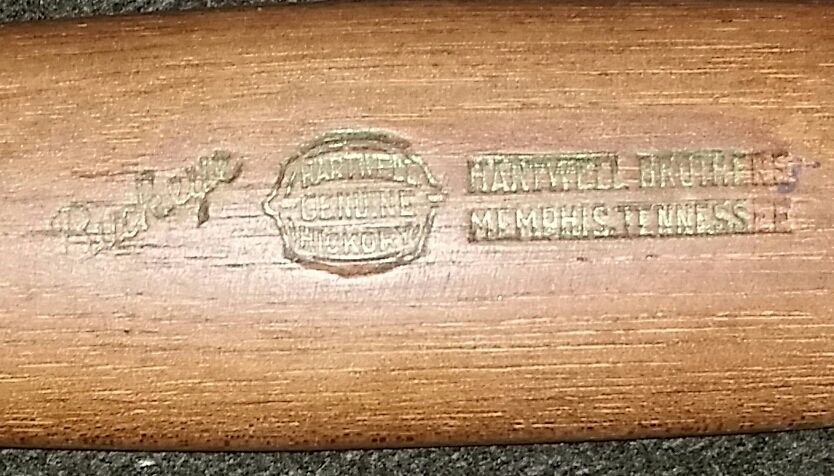 Buckeye
HARTWELL
GENUINE
HICKORY
HARTWELL BROTHERS
MEMPHIS, TENNESSEE